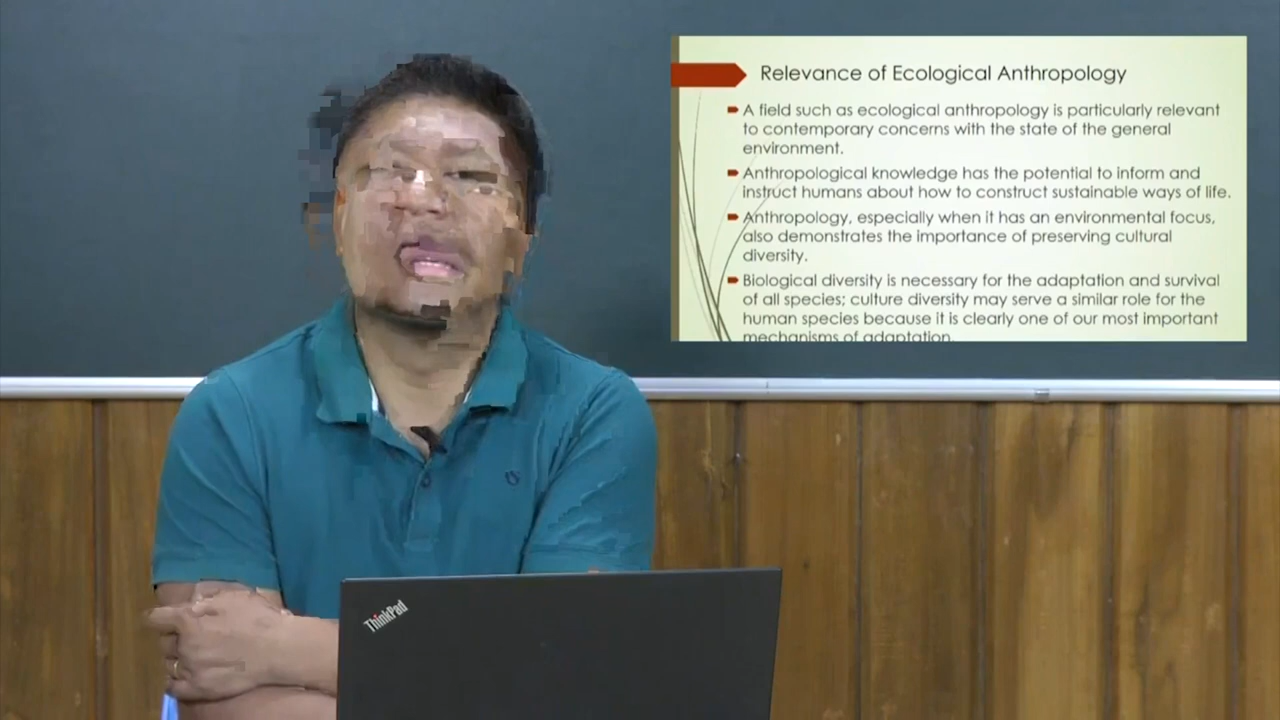 Relevance of Ecological Anthropology
A field such as ecological anthropology is particularly relevant
to contemporary concerns with the state of the general
environment.
Anthropological knowledge has the potential to inform and
instruct humans about how to construct sustainable ways of life.
Anthropology, especially when it has an environmental focus,
also demonstrates the importance of preserving cultural
diversity.
Biological diversity is necessary for the adaptation and survival
of all species; culture diversity may serve a similar role for the
human species because it is clearly one of our most important
mechanisms of adaptation.
ThinkPad